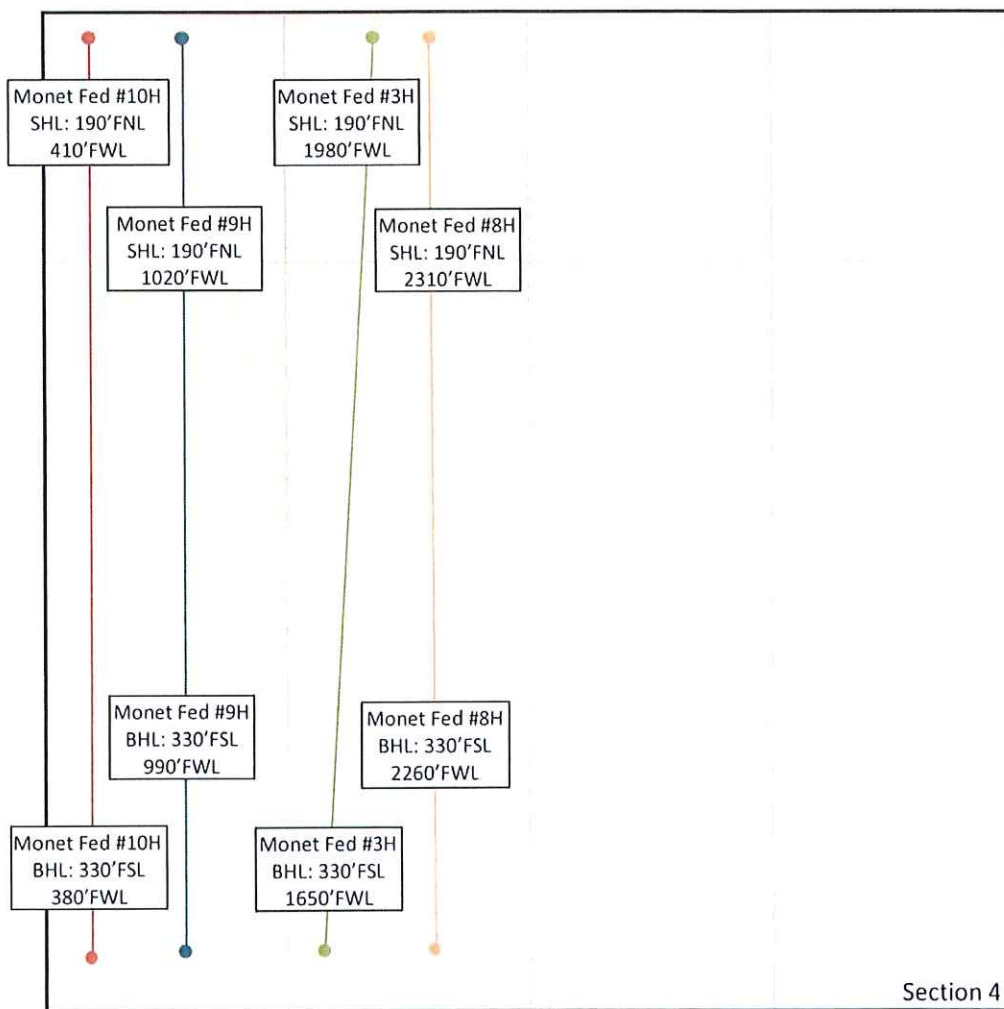 Monet Fed #10H
SHL: 190'FNL
410'FWL
Monet Fed #3H
SHL: 190'FNL
1980'FWL
Monet Fed #9H
SHL: 190'FNL
1020'FWL
Monet Fed #8H
SHL: 190'FNL
2310'FWL
Monet Fed #9H
BHL: 330'FSL
990'FWL
Monet Fed #8H
BHL: 330'FSL
2260'FWL
Monet Fed #10H
BHL: 330'FSL
380'FWL
Monet Fed #3H
BHL: 330'FSL
1650'FWL
Section 4